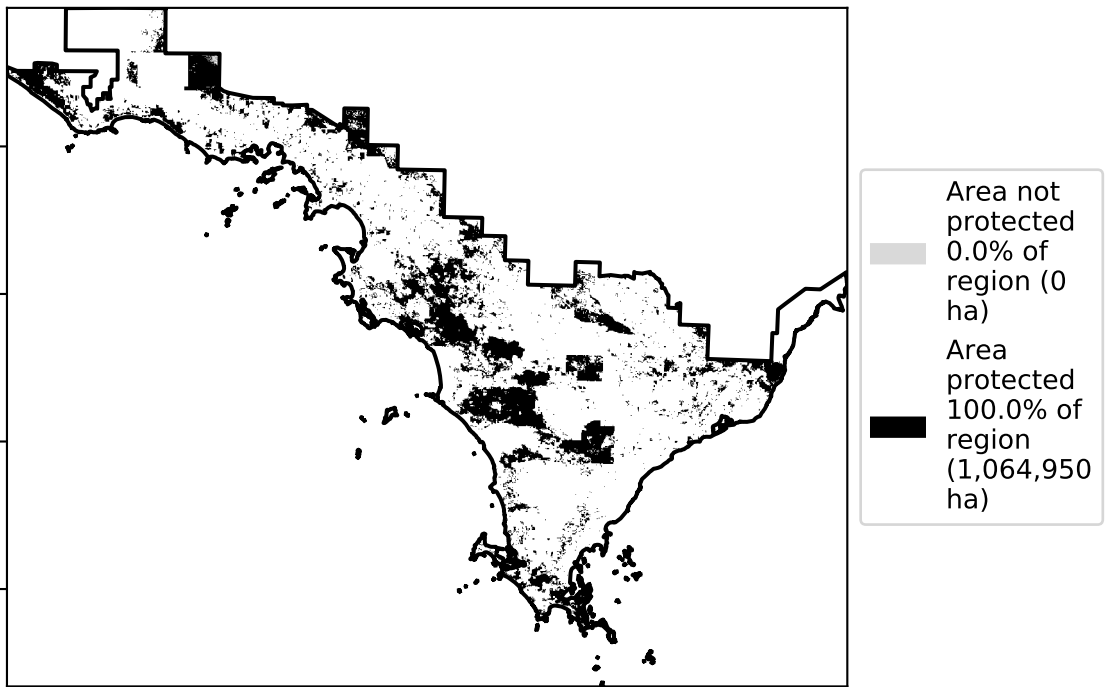 Area not
protected
0.0% of
region (0
ha)
Area
protected
100.0% of
region
(1,064,950
ha)